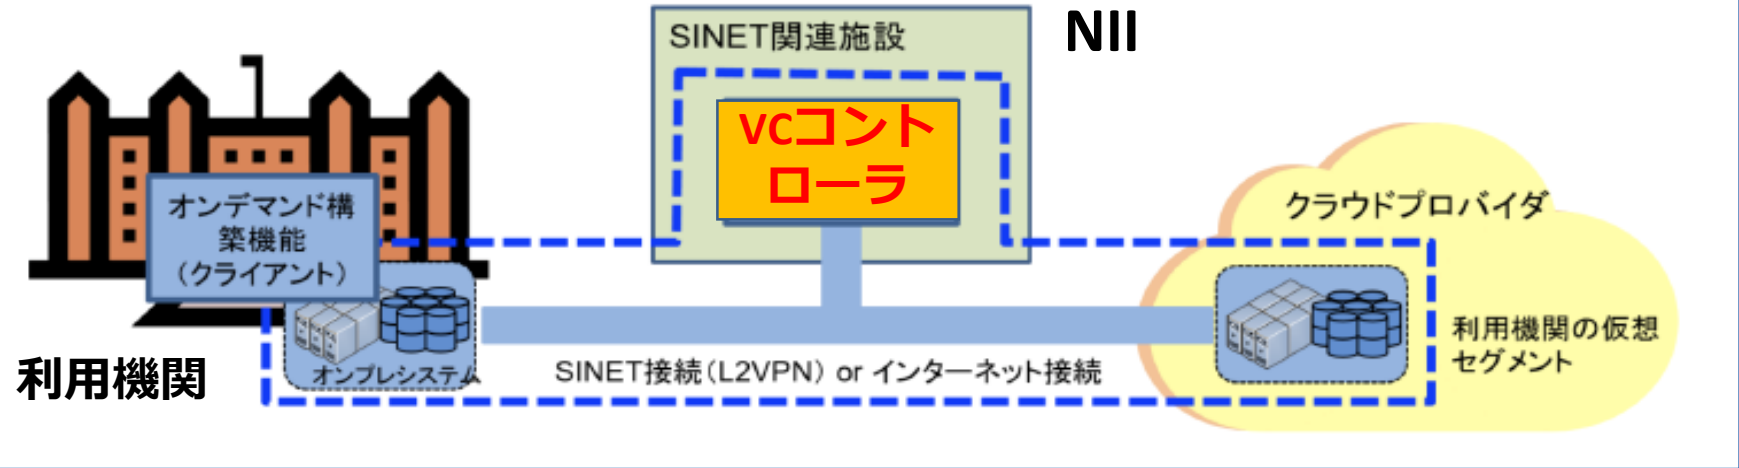 SINET関連施設
NII
VCコント
ローラ
オンデマンド構
築機能
(クライアント)
クラウドプロバイダ
利用機関
オンプレシステム
SINET接続(L2VPN) or インターネット接続
利用機関の仮想
セグメント